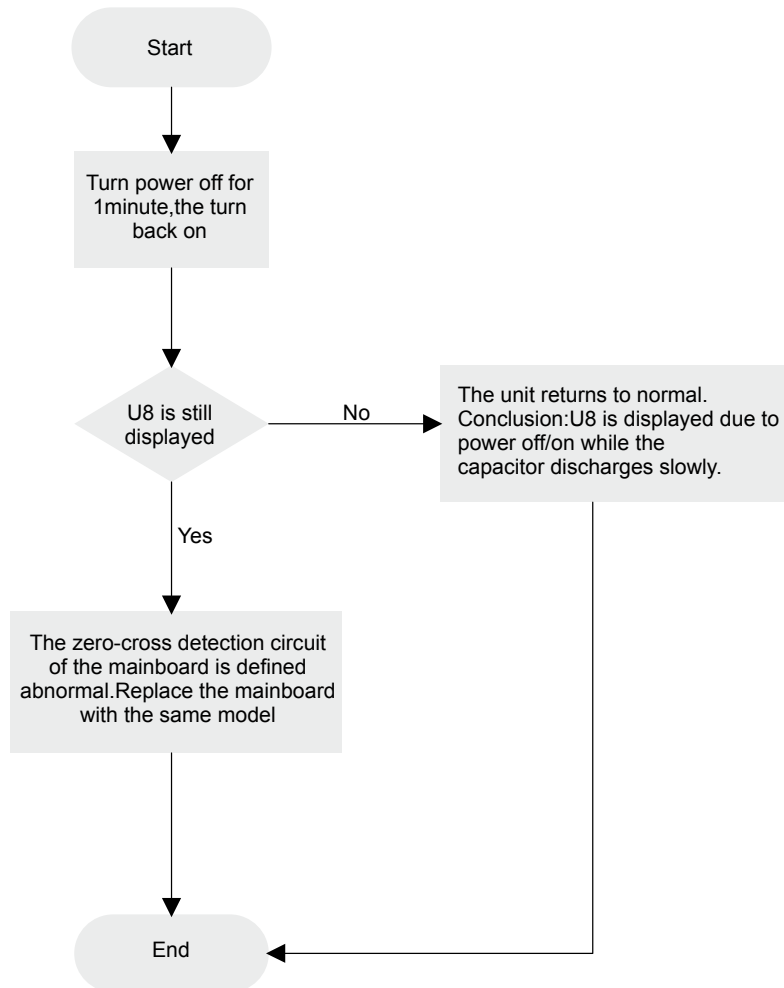 Start
Turn power off for
1minute,the turn
back on
U8 is still
displayed
No
The unit returns to normal.
Conclusion:U8 is displayed due to
power off/on while the
capacitor discharges slowly.
Yes
The zero-cross detection circuit
of the mainboard is defined
abnormal.Replace the mainboard
with the same model
End